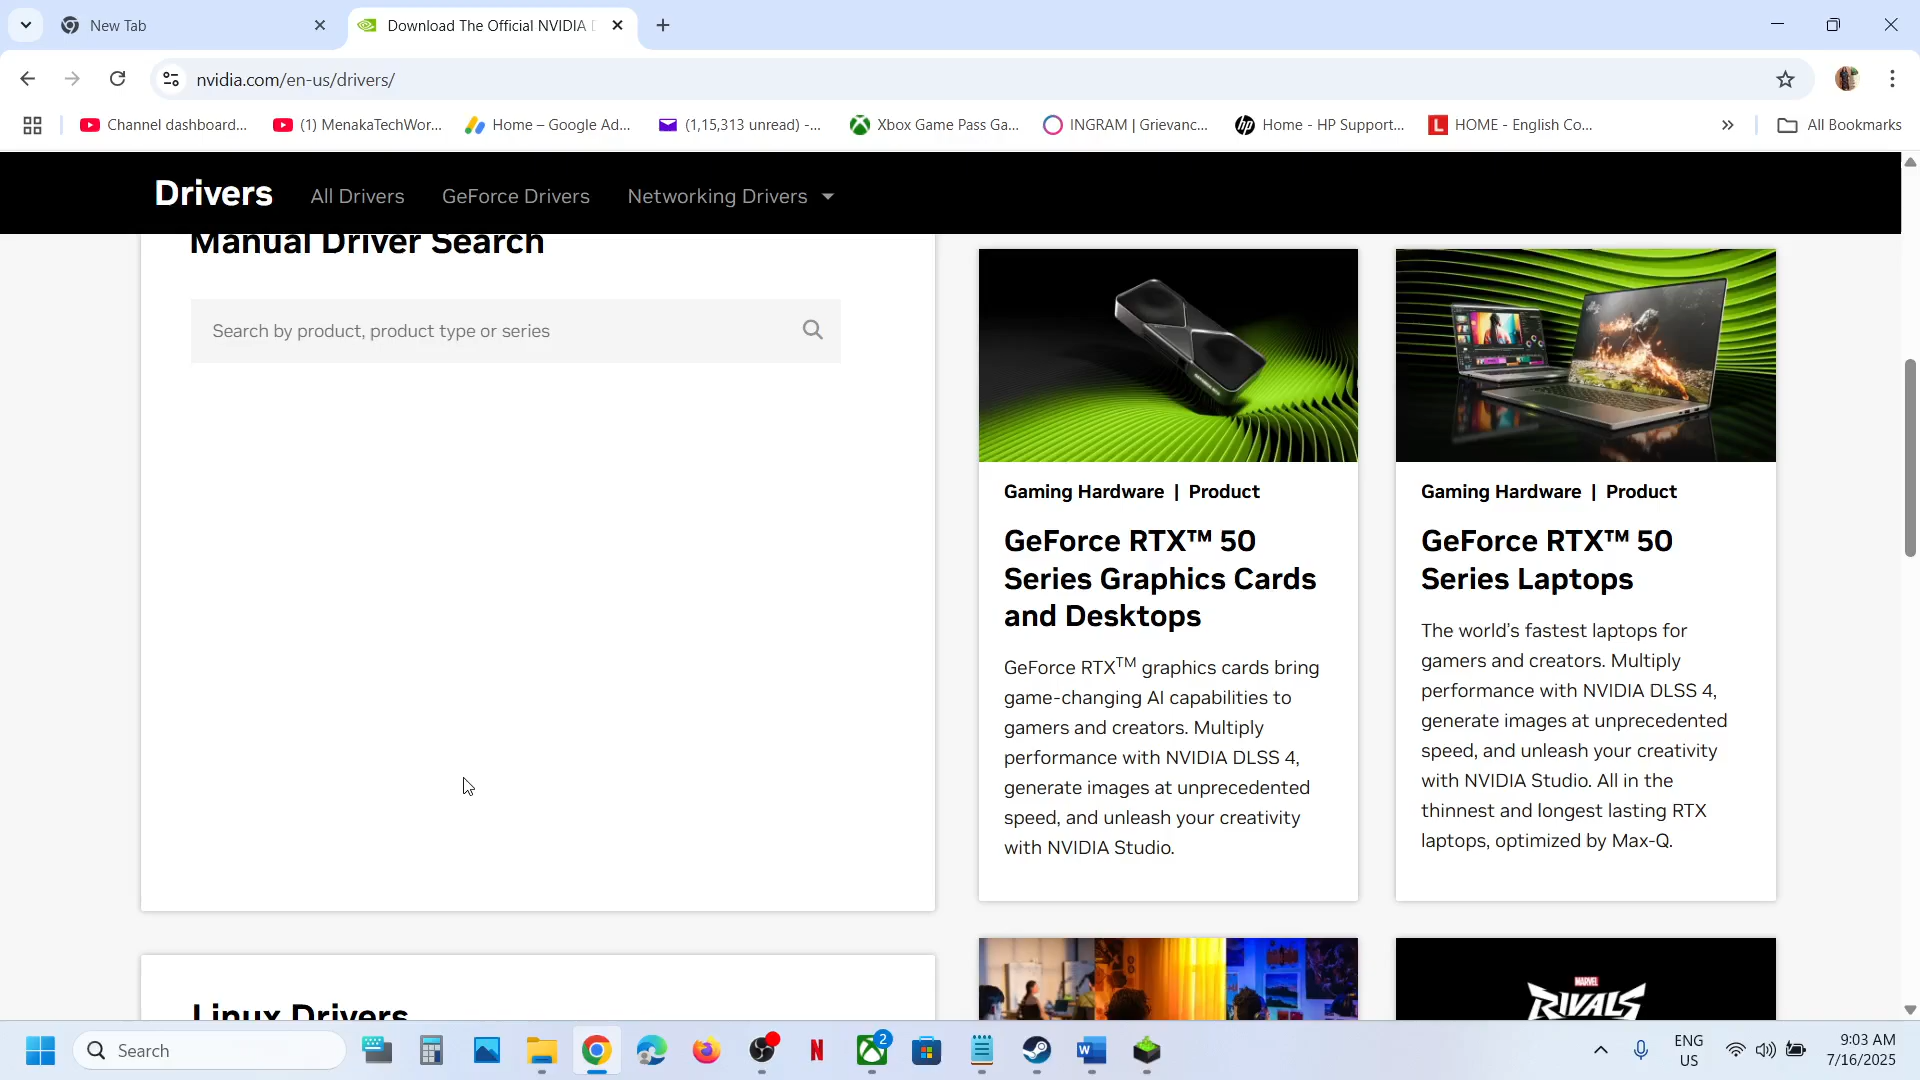 New Tab
Download The Official NVIDIA D
nvidia.com/en-us/drivers/
Channel dashboard...
(1) MenakaTechWor...
Home – Google Ad...
(1,15,313 unread) -...
Xbox Game Pass Ga...
INGRAM | Grievanc...
Home - HP Support...
HOME - English Co...
All Bookmarks
Drivers
All Drivers
GeForce Drivers
Networking Drivers
Manual Driver Search
Search by product, product type or series
Gaming Hardware | Product
GeForce RTX™ 50
Series Graphics Cards
and Desktops
GeForce RTX™ graphics cards bring
game-changing AI capabilities to
gamers and creators. Multiply
performance with NVIDIA DLSS 4,
generate images at unprecedented
speed, and unleash your creativity
with NVIDIA Studio.
Gaming Hardware | Product
GeForce RTX™ 50
Series Laptops
The world's fastest laptops for
gamers and creators. Multiply
performance with NVIDIA DLSS 4,
generate images at unprecedented
speed, and unleash your creativity
with NVIDIA Studio. All in the
thinnest and longest lasting RTX
laptops, optimized by Max-Q.
Linux Drivers
MARVEL
RIVALS
Search
2
ENG
US
9:03 AM
7/16/2025